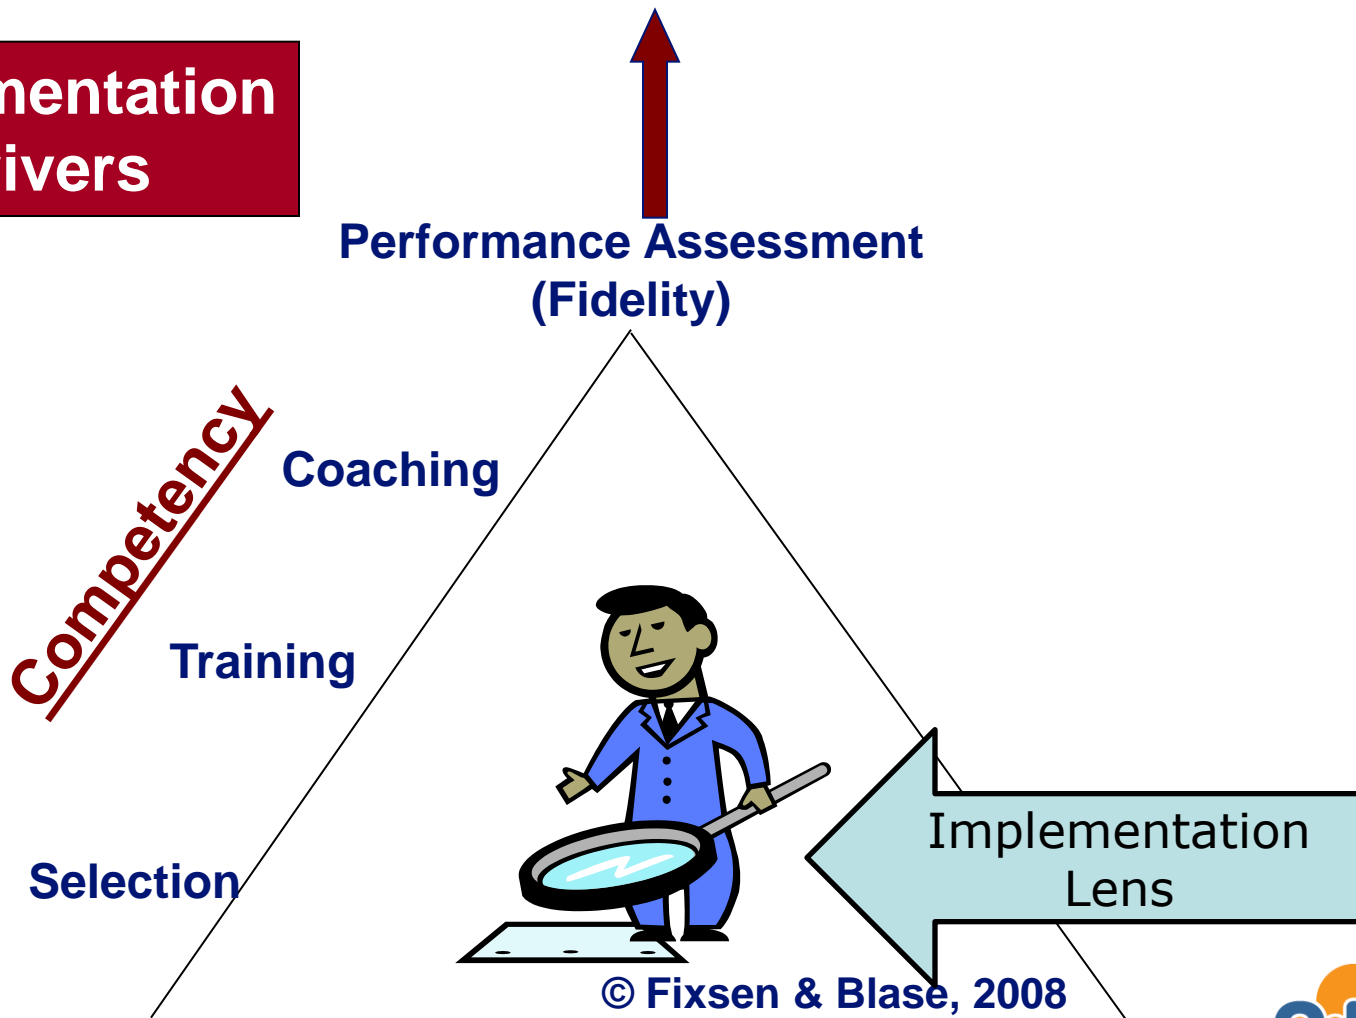 mentation
ivers
Performance Assessment
(Fidelity)
Competency
Coaching
Training
Selection
Implementation
Lens
© Fixsen & Blase, 2008